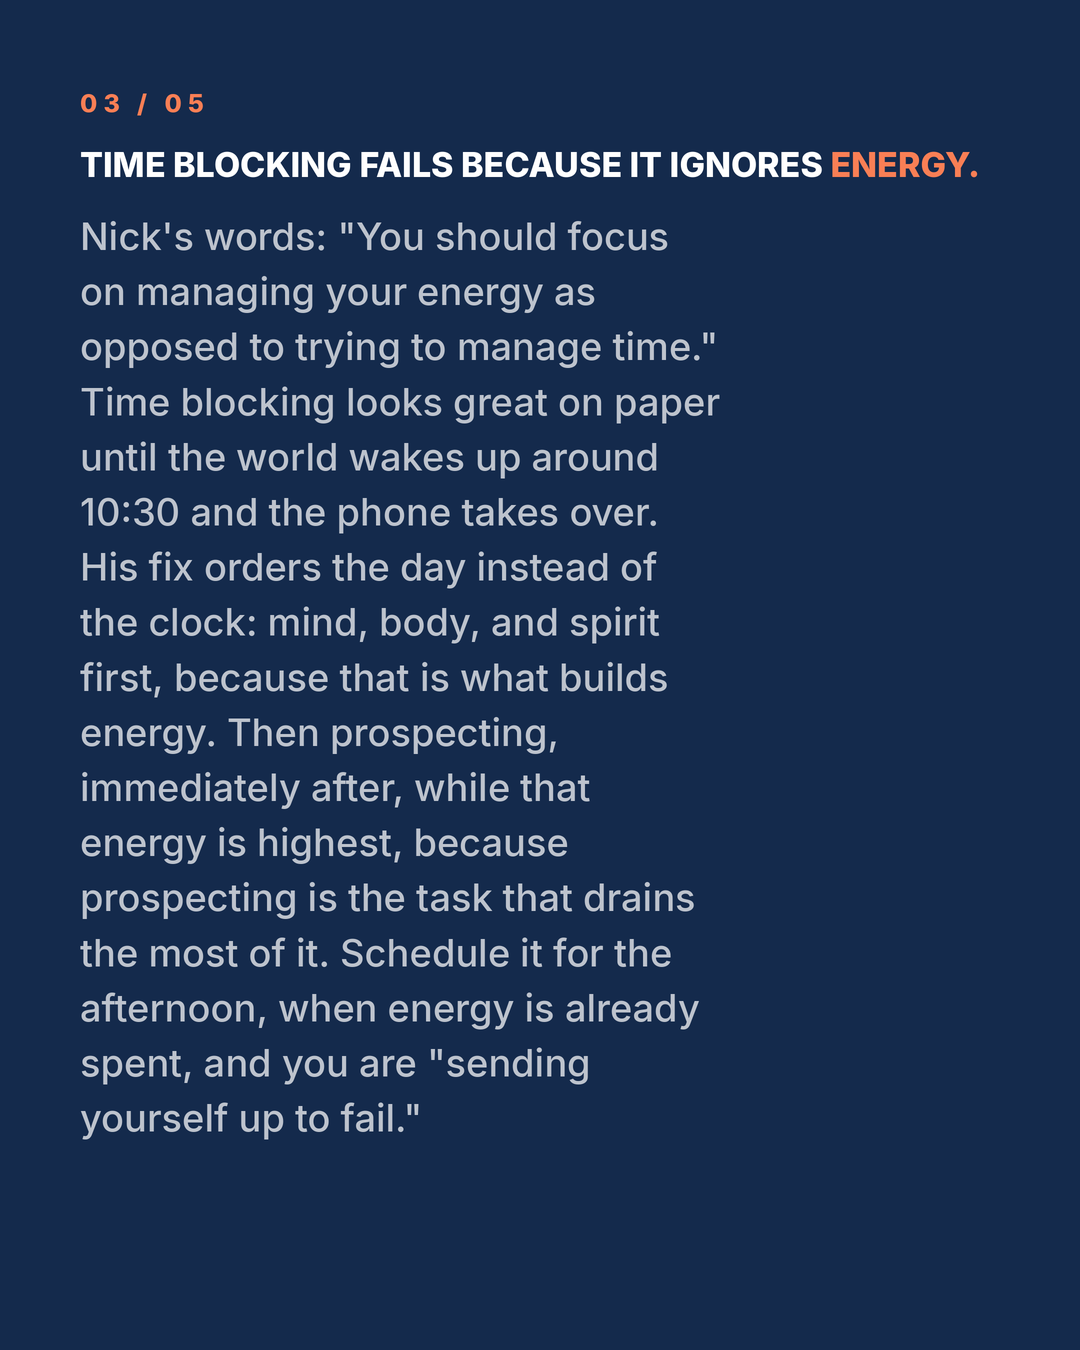 03 / 05
TIME BLOCKING FAILS BECAUSE IT IGNORES ENERGY.
Nick's words: "You should focus
on managing your energy as
opposed to trying to manage time."
Time blocking looks great on paper
until the world wakes up around
10:30 and the phone takes over.
His fix orders the day instead of
the clock: mind, body, and spirit
first, because that is what builds
energy. Then prospecting,
immediately after, while that
energy is highest, because
prospecting is the task that drains
the most of it. Schedule it for the
afternoon, when energy is already
spent, and you are "sending
yourself up to fail."